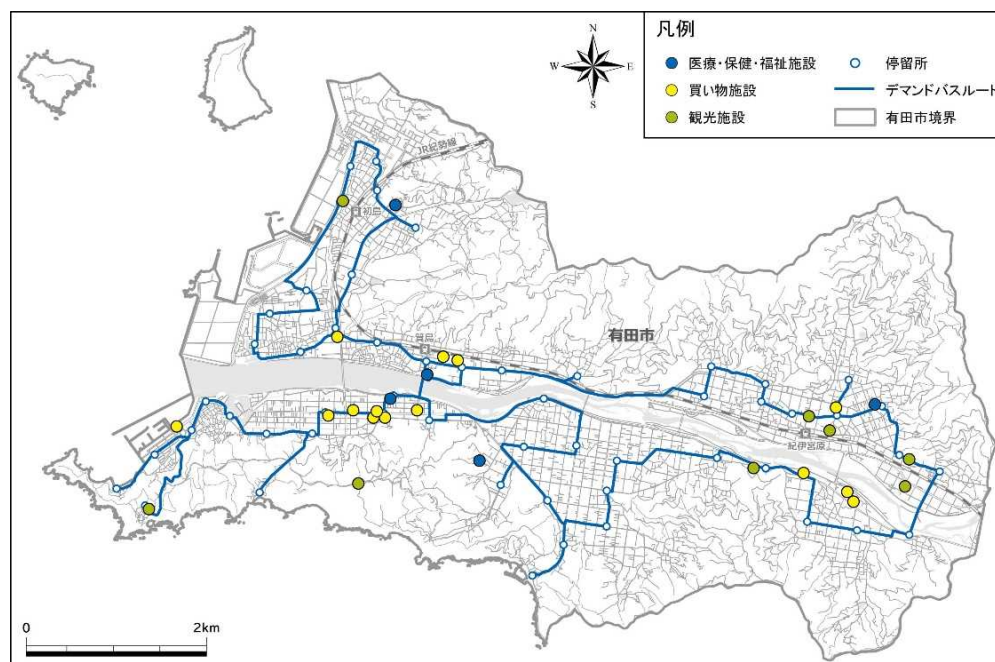 凡例
医療・保健・福祉施設
買い物施設
観光施設
停留所
デマンドバスルート
有田市境界
N
W
E
S
JR紀勢線
初島
有田市
箕島
紀伊宮原
0
2km